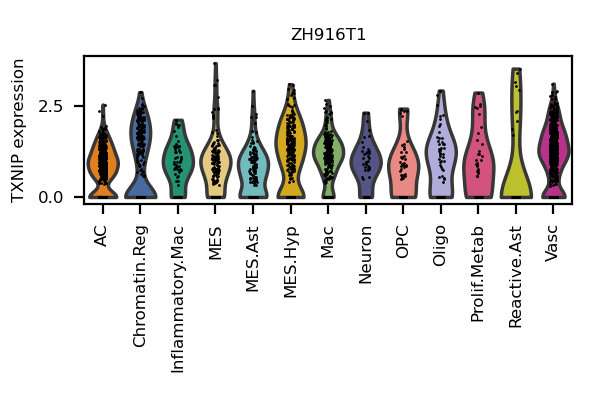 ZH916T1
TXNIP expression
2.5
0.0
AC
Chromatin.Reg
Inflammatory.Mac
MES
MES.Ast
MES.Hyp
Mac
Neuron
OPC
Oligo
Prolif.Metab
Reactive.Ast
Vasc